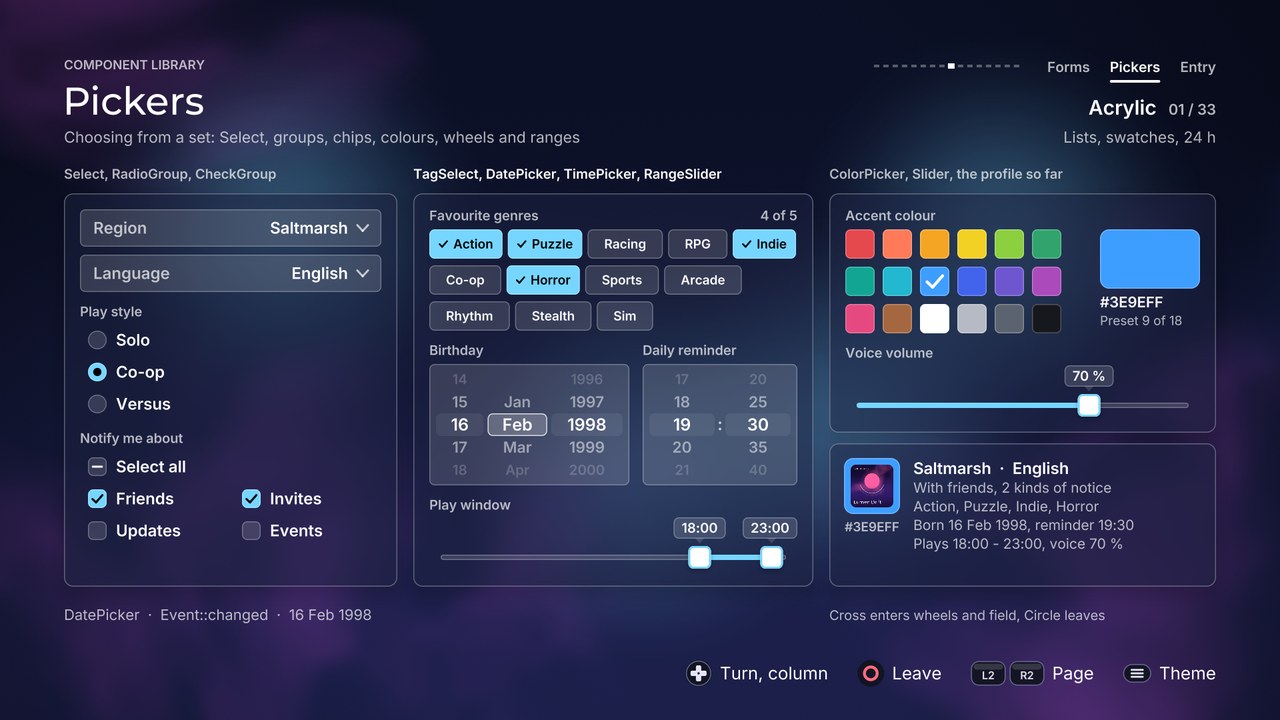 COMPONENT LIBRARY
Pickers
Choosing from a set: Select, groups, chips, colours, wheels and ranges
Forms Pickers Entry
Acrylic 01 / 33
Lists, swatches, 24 h
Select, RadioGroup, CheckGroup
Region Saltmarsh
Language English
Play style
Solo
Co-op
Versus
Notify me about
Select all
Friends Invites
Updates Events
TagSelect, DatePicker, TimePicker, RangeSlider
Favourite genres 4 of 5
Action Puzzle Racing RPG Indie
Co-op Horror Sports Arcade
Rhythm Stealth Sim
Birthday Daily reminder
14 1996 17 20
15 Jan 1997 18 25
16 Feb 1998 19 : 30
17 Mar 1999 20 35
18 Apr 2000 21 40
Play window
18:00 23:00
ColorPicker, Slider, the profile so far
Accent colour
#3E9EFF
Preset 9 of 18
Voice volume
70 %
#3E9EFF
Saltmarsh · English
With friends, 2 kinds of notice
Action, Puzzle, Indie, Horror
Born 16 Feb 1998, reminder 19:30
Plays 18:00 - 23:00, voice 70 %
DatePicker · Event::changed · 16 Feb 1998
Cross enters wheels and field, Circle leaves
Turn, column Leave L2 R2 Page Theme